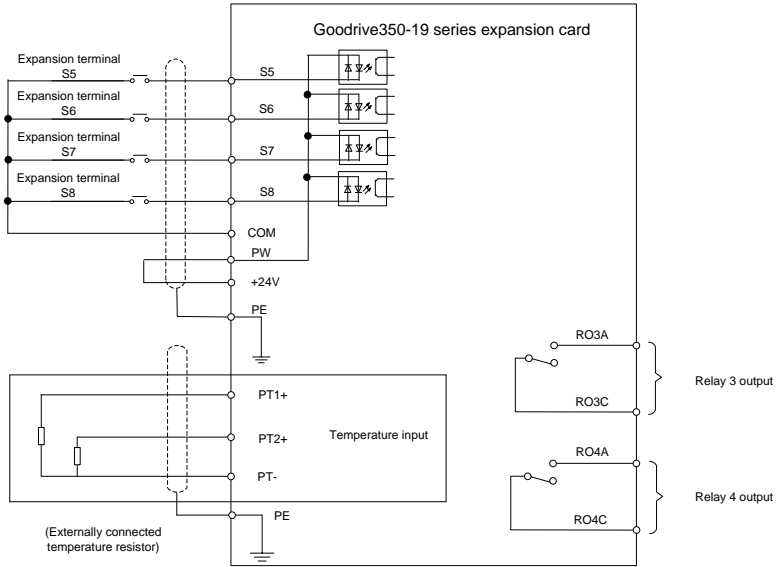 Goodrive350-19 series expansion card
Expansion terminal
S5
S5
Expansion terminal
S6
S6
Expansion terminal
S7
S7
Expansion terminal
S8
S8
COM
PW
+24V
PE
RO3A
Relay 3 output
RO3C
PT1+
PT2+
Temperature input
PT-
RO4A
Relay 4 output
RO4C
PE
(Externally connected
temperature resistor)